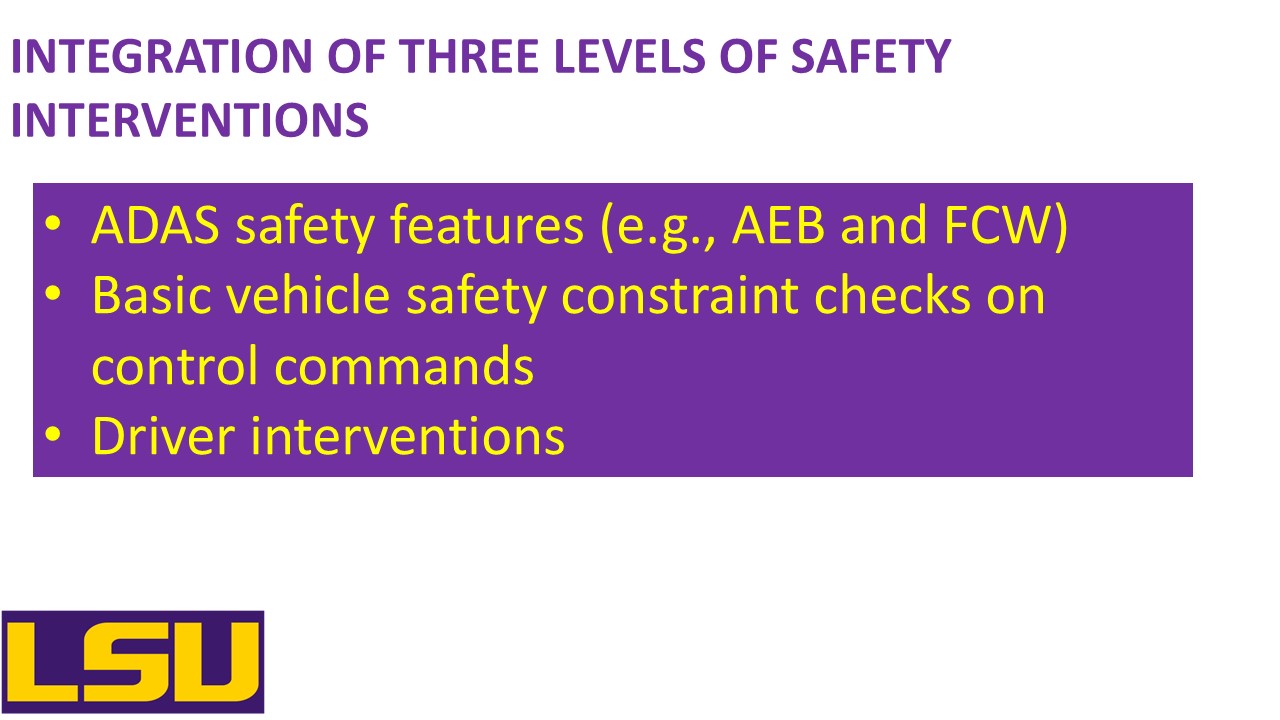 INTEGRATION OF THREE LEVELS OF SAFETY
INTERVENTIONS
• ADAS safety features (e.g., AEB and FCW)
• Basic vehicle safety constraint checks on
control commands
• Driver interventions
LSU